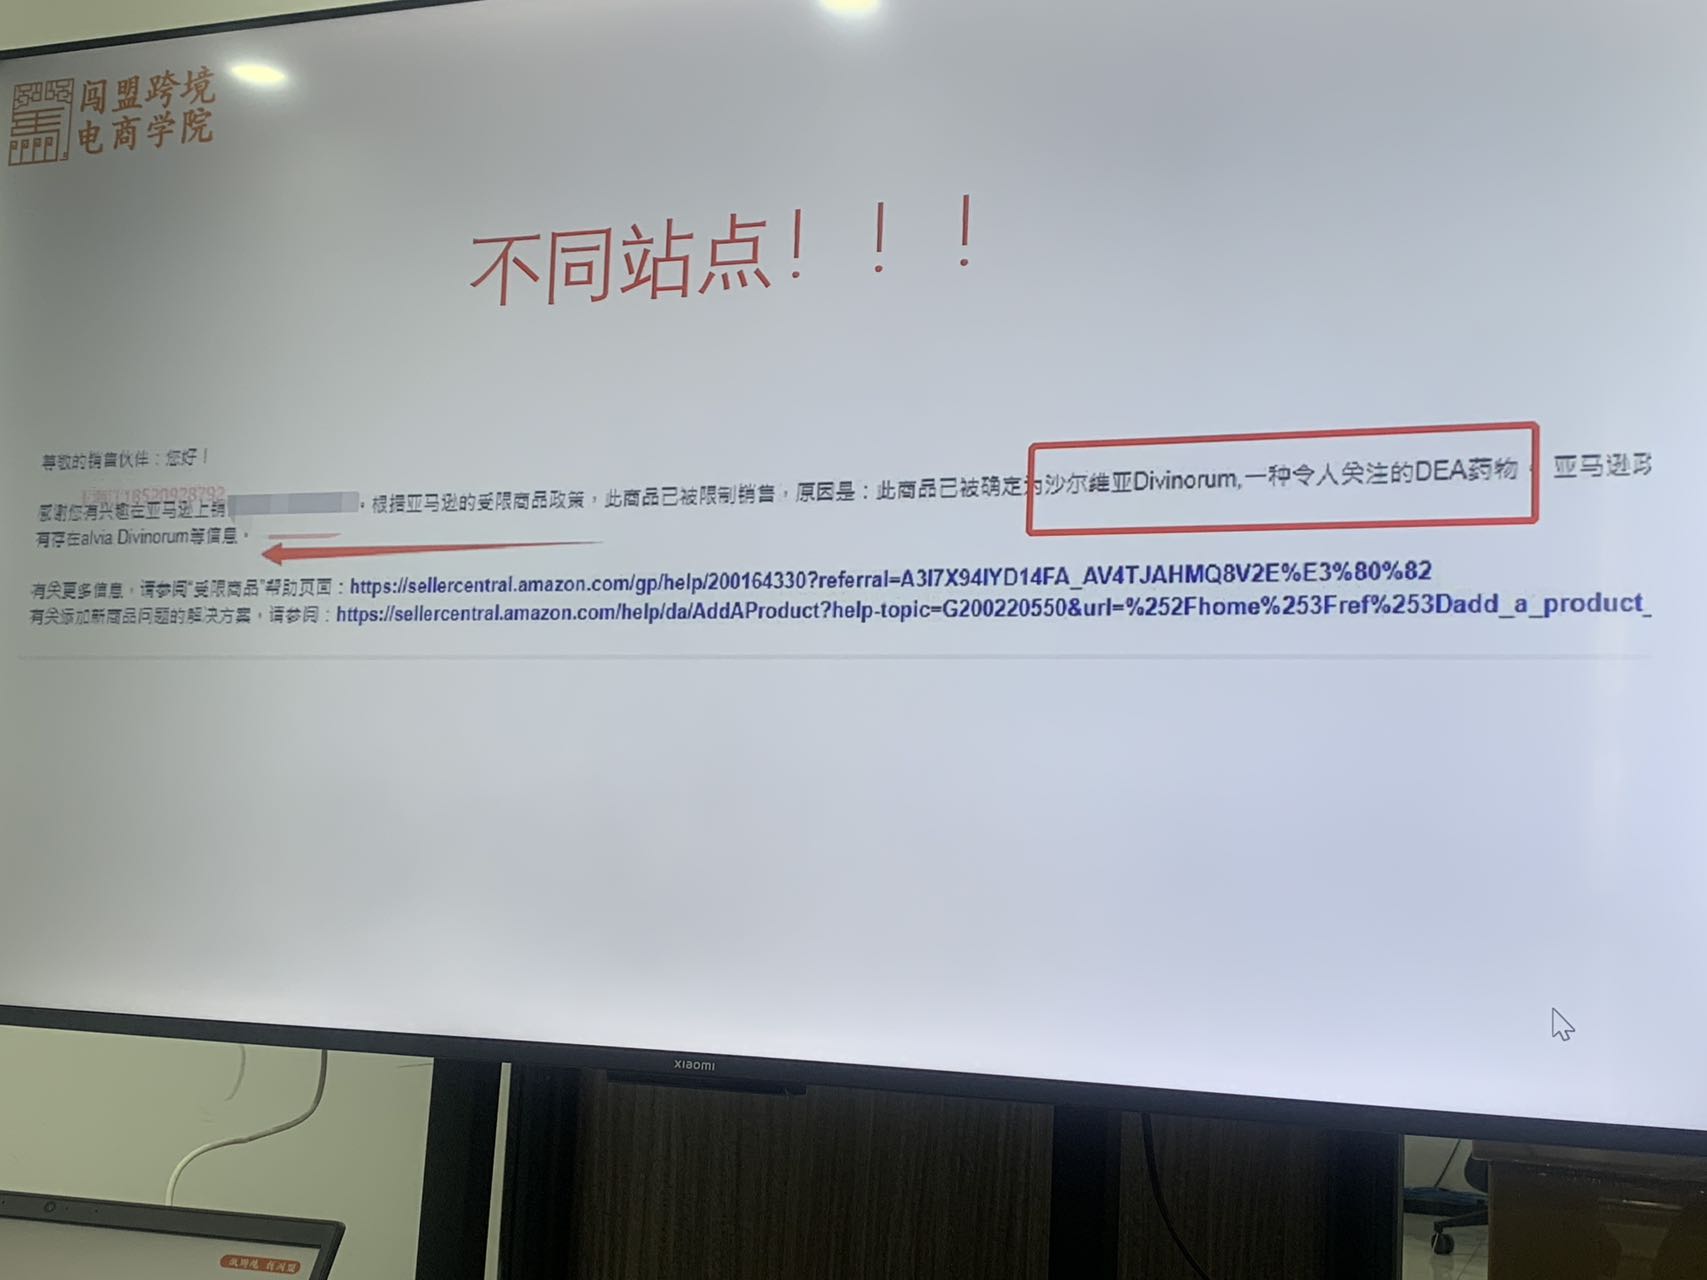 闯盟跨境
电商学院
不同站点！！！
尊敬的销售伙伴：您好！
18520928792
感谢您有兴趣在亚马逊上销 。根据亚马逊的受限商品政策，此商品已被限制销售，原因是：此商品已被确定为沙尔维亚Divinorum,一种令人关注的DEA药物。 亚马逊政
有存在alvia Divinorum等信息。
有关更多信息，请参阅“受限商品”帮助页面：https://sellercentral.amazon.com/gp/help/200164330?referral=A3I7X94IYD14FA_AV4TJAHMQ8V2E%E3%80%82
有关添加新商品问题的解决方案，请参阅：https://sellercentral.amazon.com/help/da/AddAProduct?help-topic=G200220550&url=%252Fhome%253Fref%253Dadd_a_product_
xiaomi